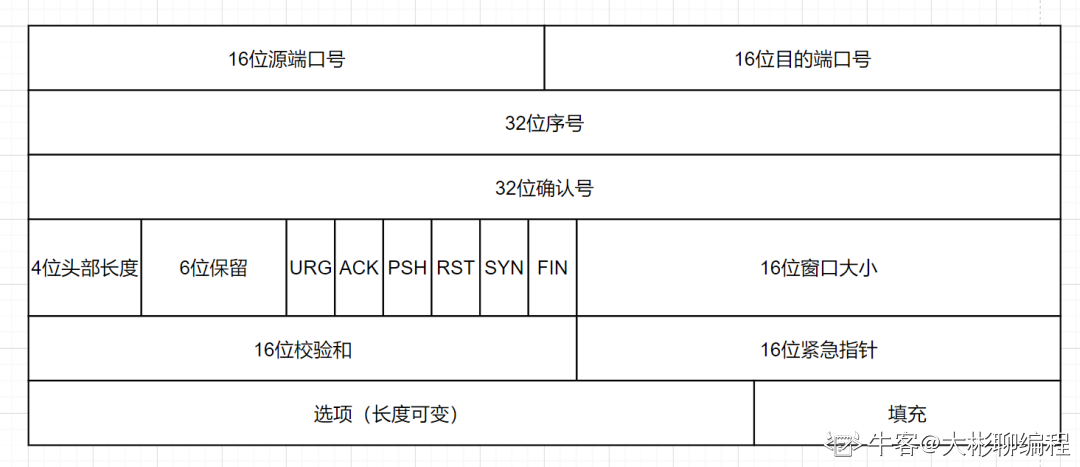 16位源端口号 16位目的端口号
32位序号
32位确认号
4位头部长度 6位保留 URG ACK PSH RST SYN FIN 16位窗口大小
16位校验和 16位紧急指针
选项（长度可变） 填充
牛客@大彬聊编程